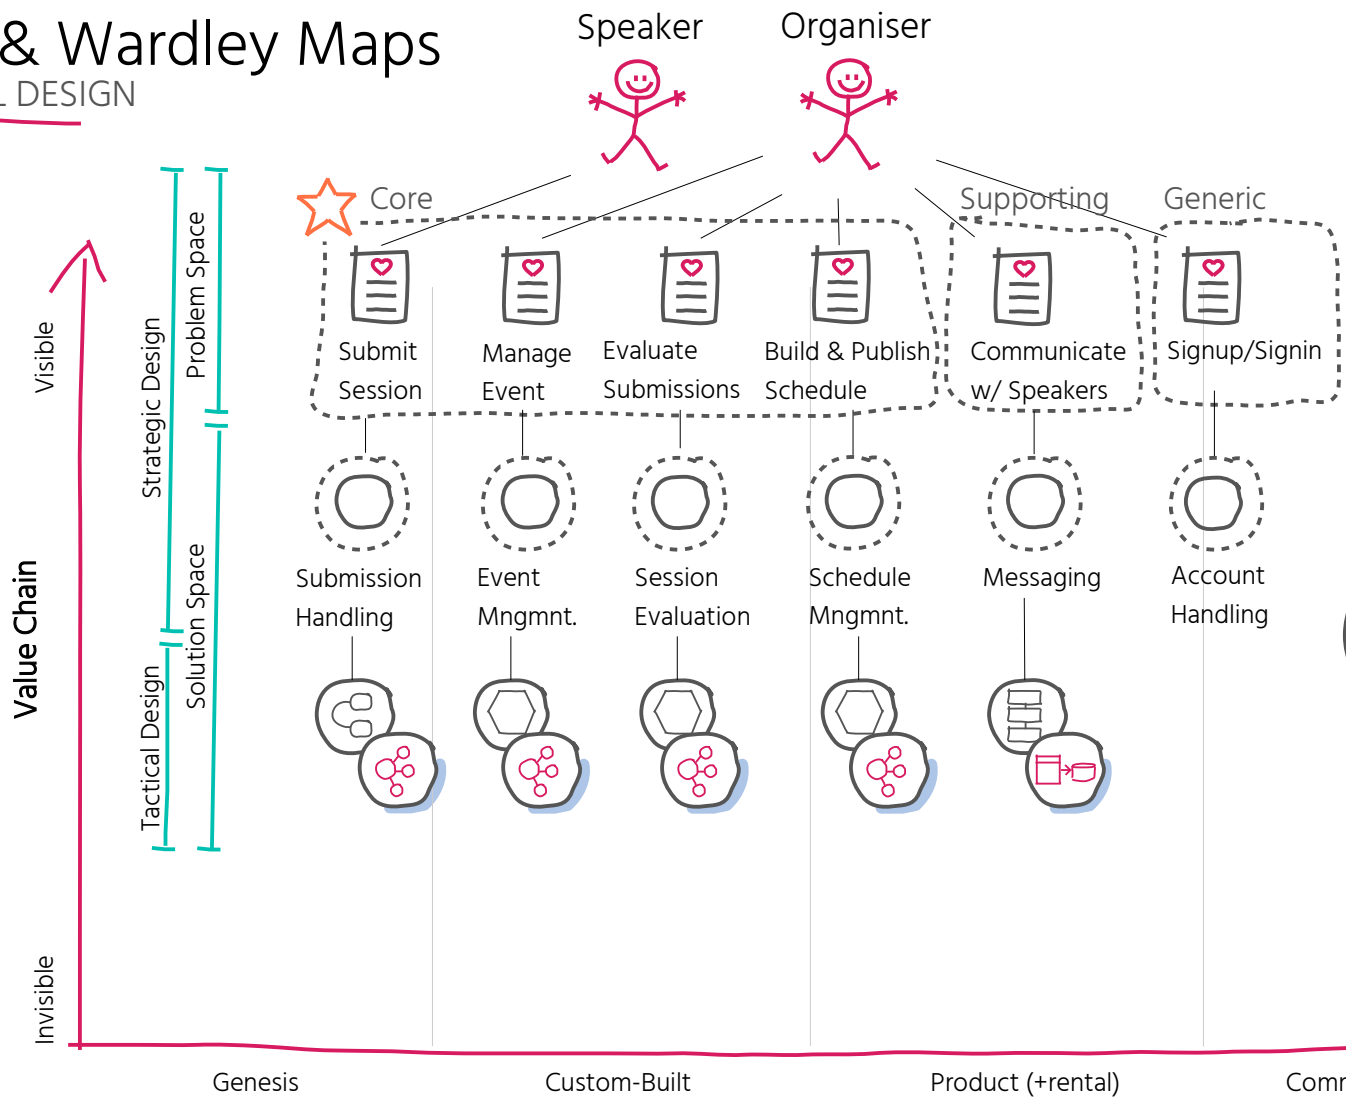 & Wardley Maps
DESIGN
Speaker
Organiser
Core
Supporting
Generic
Submit
Session
Manage
Event
Evaluate
Submissions
Build & Publish
Schedule
Communicate
w/ Speakers
Signup/Signin
Submission
Handling
Event
Mngmnt.
Session
Evaluation
Schedule
Mngmnt.
Messaging
Account
Handling
Problem Space
Strategic Design
Solution Space
Tactical Design
Visible
Value Chain
Invisible
Genesis
Custom-Built
Product (+rental)